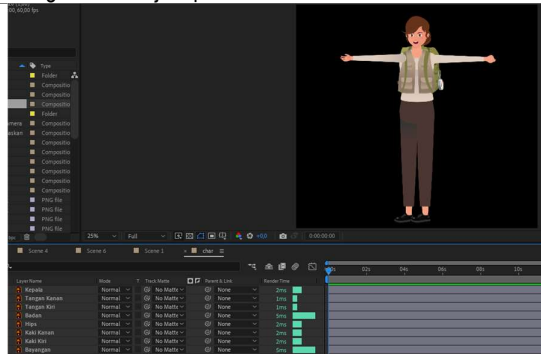 00, 60,00 fps
Type
Folder
Compositio
Compositio
Compositio
Folder
Compositio
Compositio
Compositio
Compositio
Compositio
PNG file
PNG file
PNG file
PNG file
25% Full +0,0 0:00:00:00
Scene 4 Scene 6 Scene 1 char
Layer Name Mode T Track Matte Parent & Link Render Time 02s 04s 06s 08s 10s
Kepala Normal No Matte None 2ms
Tangan Kanan Normal No Matte None 1ms
Tangan Kiri Normal No Matte None 1ms
Badan Normal No Matte None 5ms
Hips Normal No Matte None 2ms
Kaki Kanan Normal No Matte None 2ms
Kaki Kiri Normal No Matte None 2ms
Bayangan Normal No Matte None 5ms